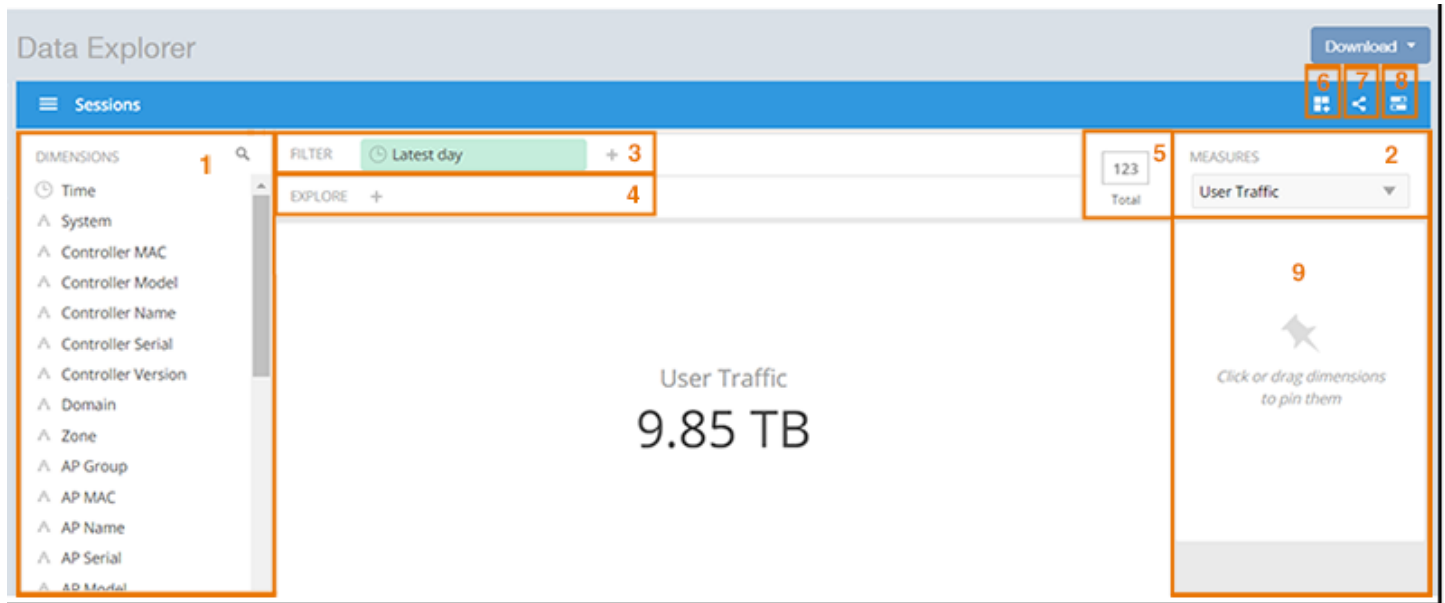 Data Explorer
Download
6 7 8
Sessions
DIMENSIONS 1
Time
System
Controller MAC
Controller Model
Controller Name
Controller Serial
Controller Version
Domain
Zone
AP Group
AP MAC
AP Name
AP Serial
AP Model
FILTER Latest day + 3
EXPLORE + 4
123 5
Total
MEASURES 2
User Traffic
User Traffic
9.85 TB
9
Click or drag dimensions
to pin them